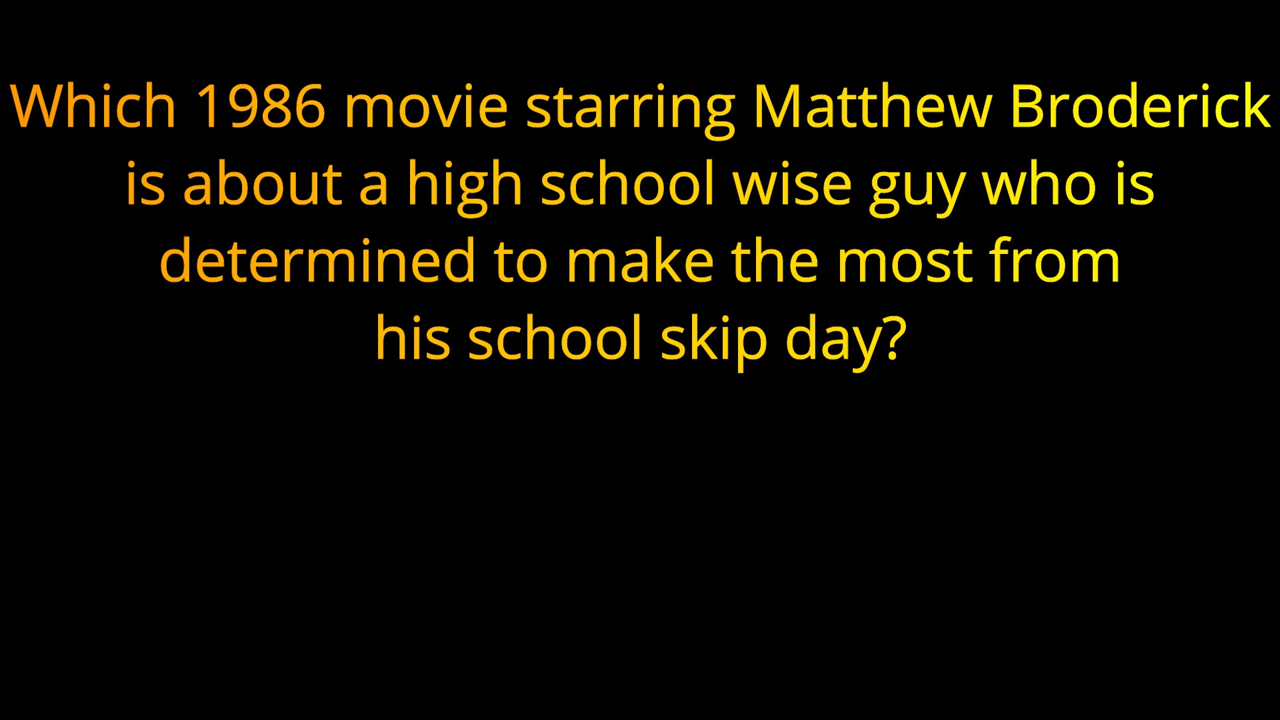 Which 1986 movie starring Matthew Broderick
is about a high school wise guy who is
determined to make the most from
his school skip day?